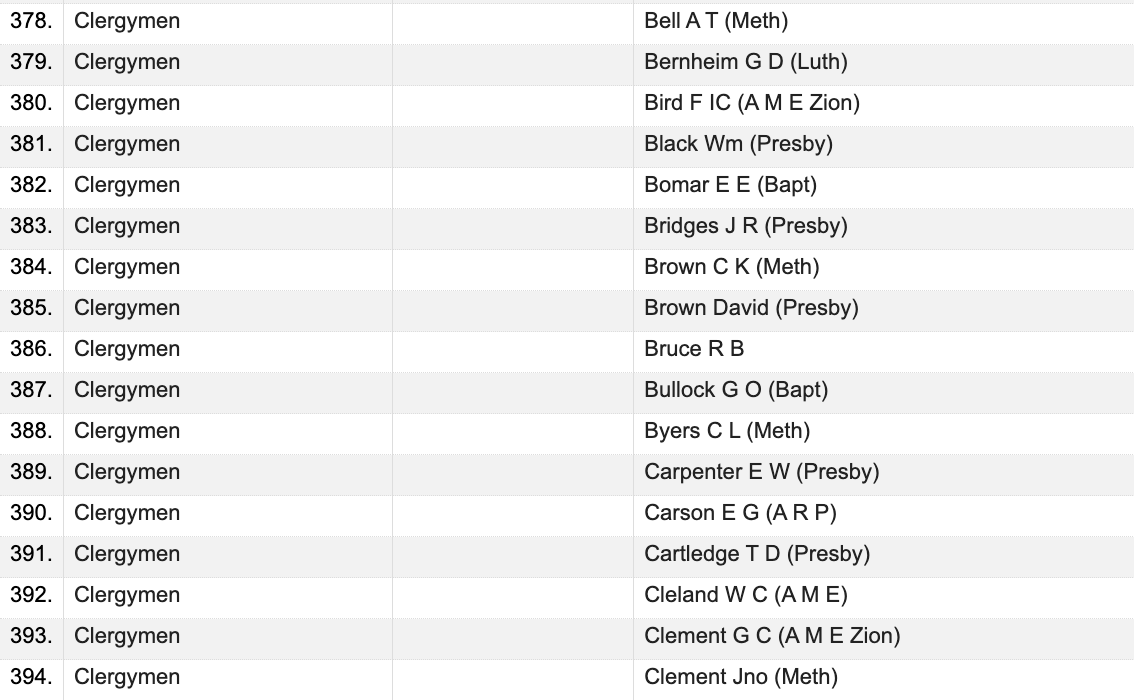 378. Clergymen Bell A T (Meth)
379. Clergymen Bernheim G D (Luth)
380. Clergymen Bird F IC (A M E Zion)
381. Clergymen Black Wm (Presby)
382. Clergymen Bomar E E (Bapt)
383. Clergymen Bridges J R (Presby)
384. Clergymen Brown C K (Meth)
385. Clergymen Brown David (Presby)
386. Clergymen Bruce R B
387. Clergymen Bullock G O (Bapt)
388. Clergymen Byers C L (Meth)
389. Clergymen Carpenter E W (Presby)
390. Clergymen Carson E G (A R P)
391. Clergymen Cartledge T D (Presby)
392. Clergymen Cleland W C (A M E)
393. Clergymen Clement G C (A M E Zion)
394. Clergymen Clement Jno (Meth)